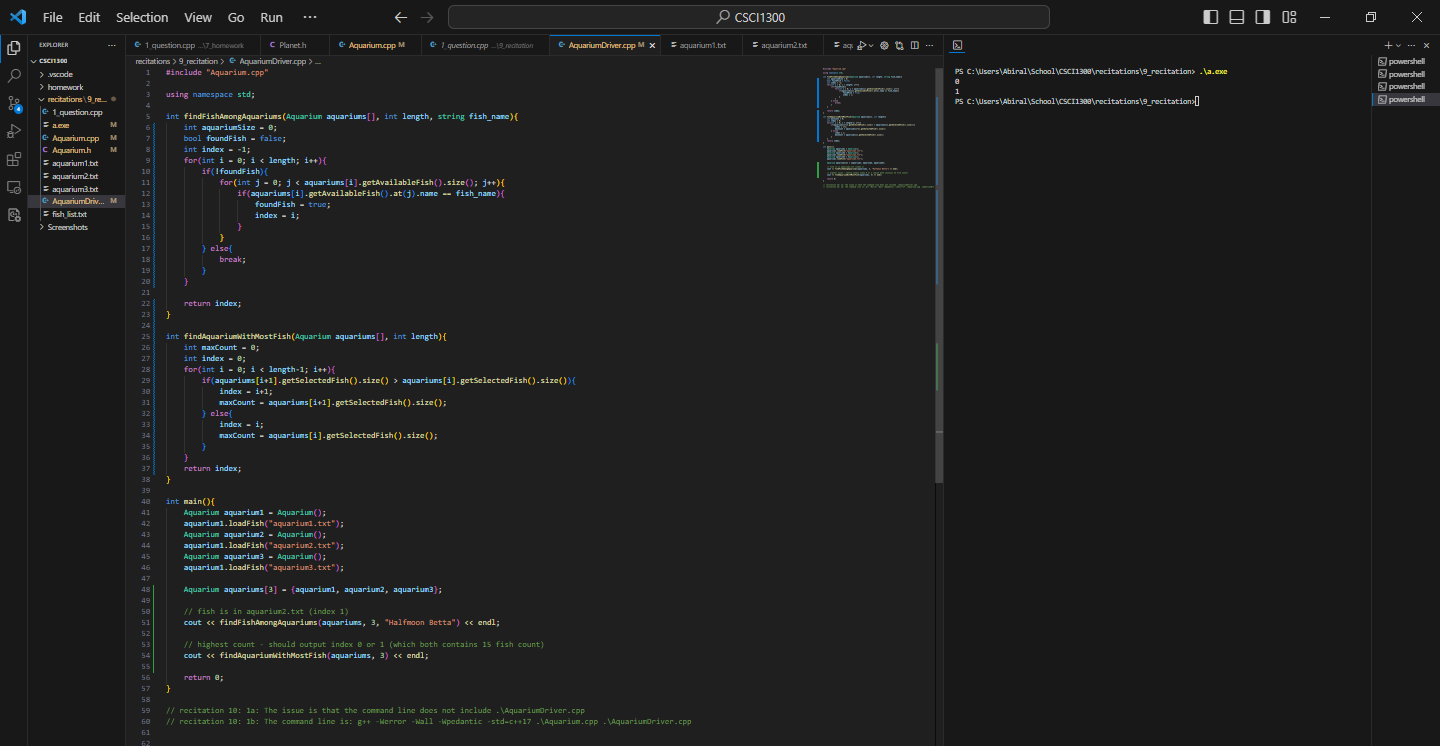 File Edit Selection View Go Run ··· CSCI1300
EXPLORER ···
CSCI1300
.vscode
homework
recitations\9_re...
1_question.cpp
a.exe
Aquarium.cpp M
Aquarium.h M
aquarium1.txt
aquarium2.txt
aquarium3.txt
AquariumDriv... M
fish_list.txt
Screenshots
1_question.cpp ...\7_homework Planet.h Aquarium.cpp M 1_question.cpp ...\9_recitation AquariumDriver.cpp M aquarium1.txt aquarium2.txt aqu
recitations > 9_recitation > AquariumDriver.cpp > ...
1 #include "Aquarium.cpp"
2
3 using namespace std;
4
5 int findFishAmongAquariums(Aquarium aquariums[], int length, string fish_name){
6 int aquariumSize = 0;
7 bool foundFish = false;
8 int index = -1;
9 for(int i = 0; i < length; i++){
10 if(!foundFish){
11 for(int j = 0; j < aquariums[i].getAvailableFish().size(); j++){
12 if(aquariums[i].getAvailableFish().at(j).name == fish_name){
13 foundFish = true;
14 index = i;
15 }
16 }
17 } else{
18 break;
19 }
20 }
21
22 return index;
23 }
24
25 int findAquariumWithMostFish(Aquarium aquariums[], int length){
26 int maxCount = 0;
27 int index = 0;
28 for(int i = 0; i < length-1; i++){
29 if(aquariums[i+1].getSelectedFish().size() > aquariums[i].getSelectedFish().size()){
30 index = i+1;
31 maxCount = aquariums[i+1].getSelectedFish().size();
32 } else{
33 index = i;
34 maxCount = aquariums[i].getSelectedFish().size();
35 }
36 }
37 return index;
38 }
39
40 int main(){
41 Aquarium aquarium1 = Aquarium();
42 aquarium1.loadFish("aquarium1.txt");
43 Aquarium aquarium2 = Aquarium();
44 aquarium1.loadFish("aquarium2.txt");
45 Aquarium aquarium3 = Aquarium();
46 aquarium1.loadFish("aquarium3.txt");
47
48 Aquarium aquariums[3] = {aquarium1, aquarium2, aquarium3};
49
50 // fish is in aquarium2.txt (index 1)
51 cout << findFishAmongAquariums(aquariums, 3, "Halfmoon Betta") << endl;
52
53 // highest count - should output index 0 or 1 (which both contains 15 fish count)
54 cout << findAquariumWithMostFish(aquariums, 3) << endl;
55
56 return 0;
57 }
58
59 // recitation 10: 1a: The issue is that the command line does not include .\AquariumDriver.cpp
60 // recitation 10: 1b: The command line is: g++ -Werror -Wall -Wpedantic -std=c++17 .\Aquarium.cpp .\AquariumDriver.cpp
61
62
PS C:\Users\Abiral\School\CSCI1300\recitations\9_recitation> .\a.exe
0
1
PS C:\Users\Abiral\School\CSCI1300\recitations\9_recitation>
powershell
powershell
powershell
powershell